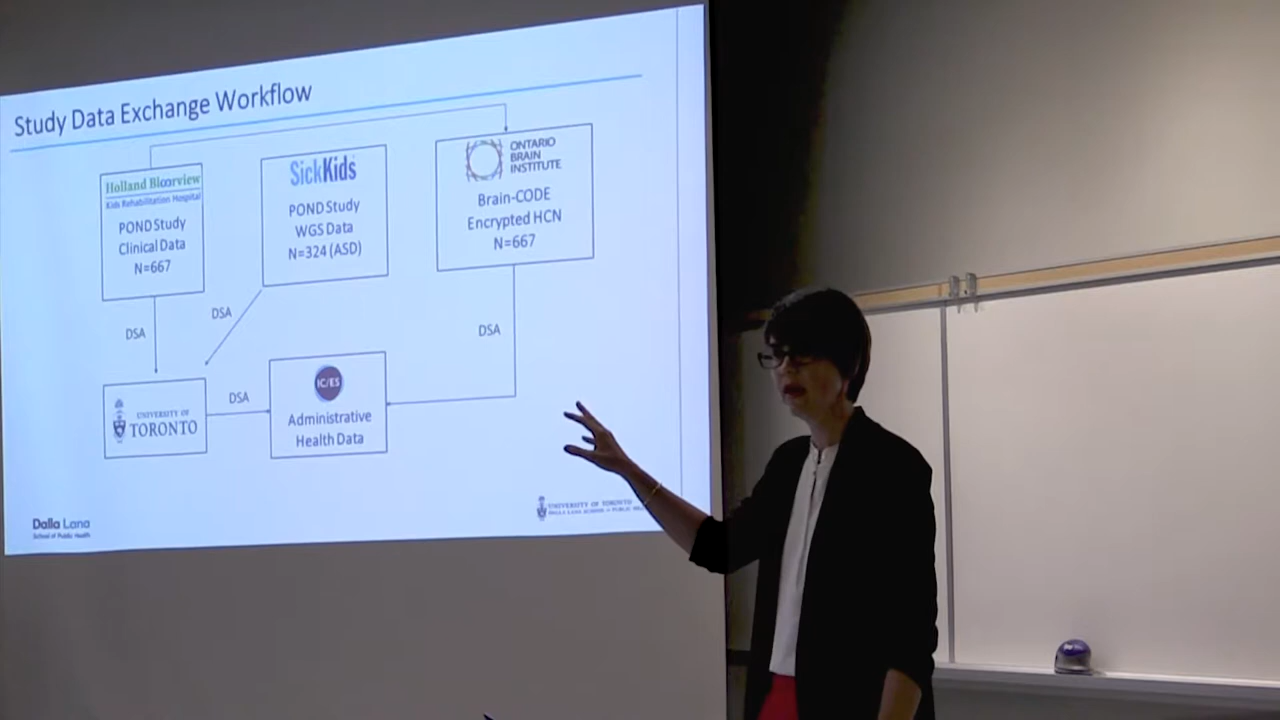 Study Data Exchange Workflow
Holland Bloorview
Kids Rehabilitation Hospital
POND Study
Clinical Data
N=667
SickKids
POND Study
WGS Data
N=324 (ASD)
ONTARIO
BRAIN
INSTITUTE
Brain-CODE
Encrypted HCN
N=667
DSA
DSA
DSA
UNIVERSITY OF
TORONTO
DSA
IC/ES
Administrative
Health Data
Dalla Lana
School of Public Health
UNIVERSITY OF TORONTO
DALLA LANA SCHOOL OF PUBLIC